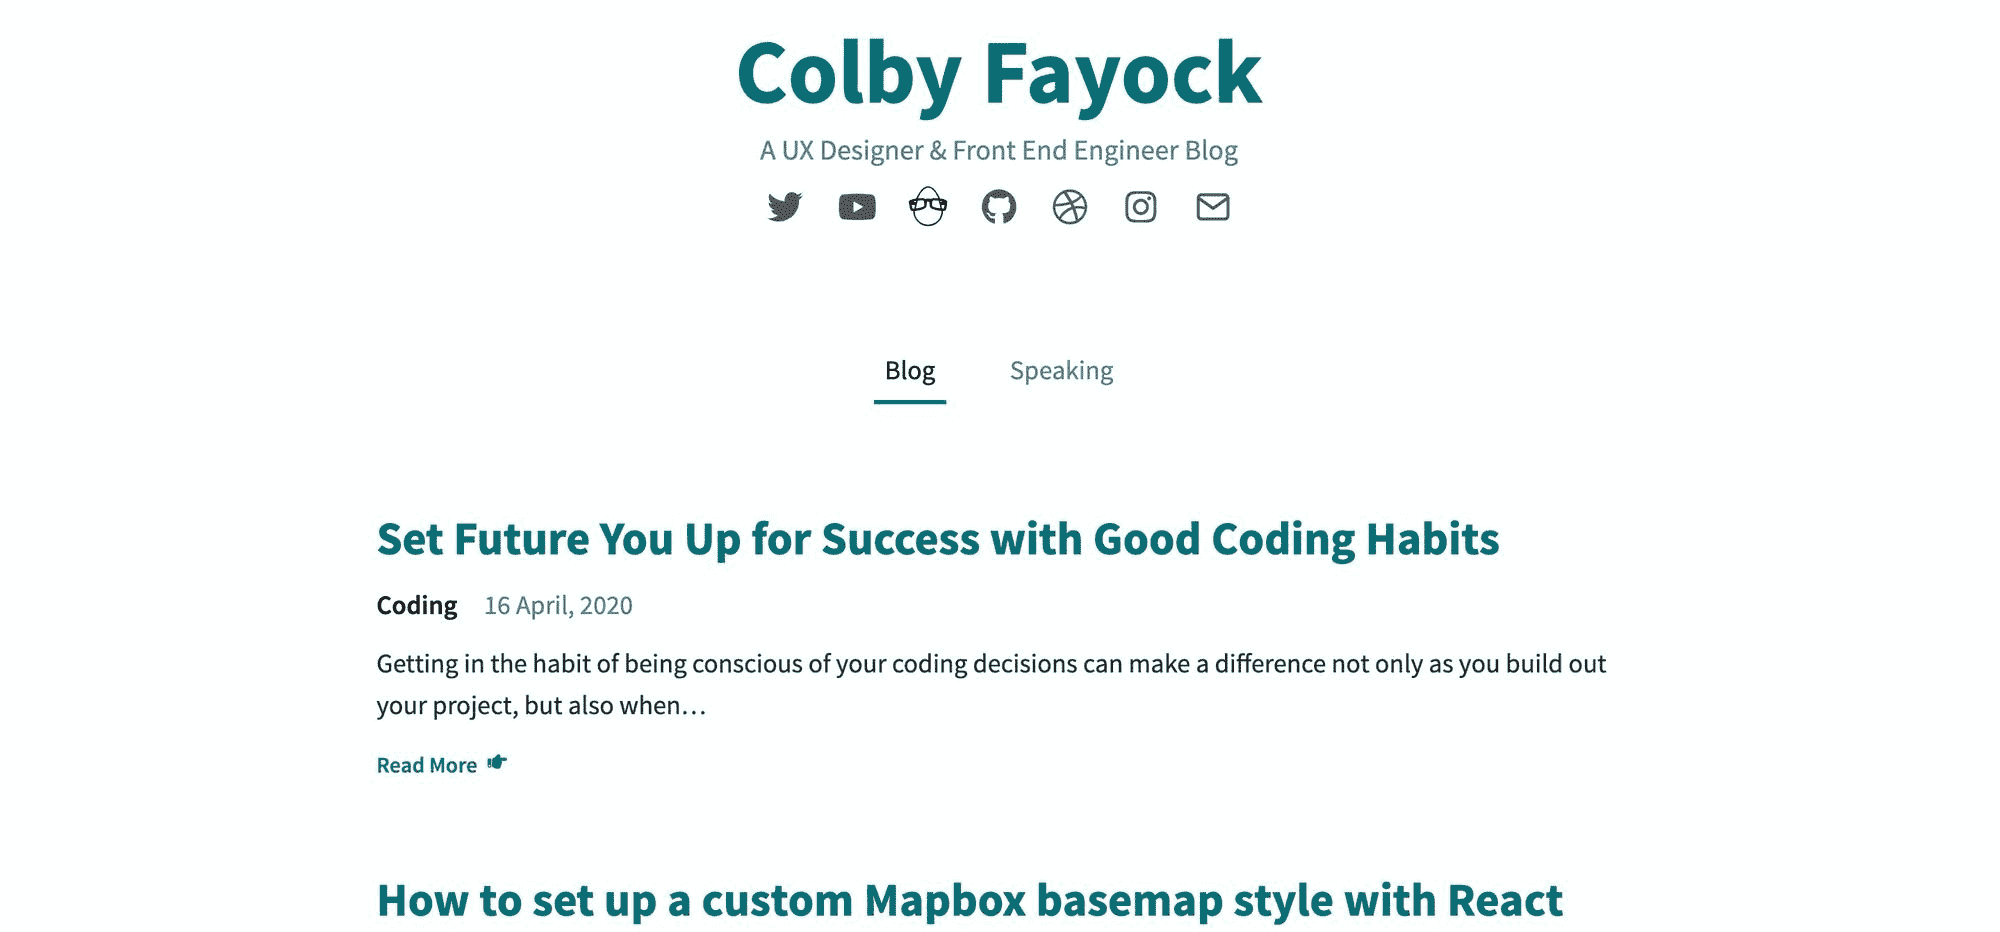 Colby Fayock
A UX Designer & Front End Engineer Blog
Blog Speaking
Set Future You Up for Success with Good Coding Habits
Coding 16 April, 2020
Getting in the habit of being conscious of your coding decisions can make a difference not only as you build out
your project, but also when…
Read More
How to set up a custom Mapbox basemap style with React